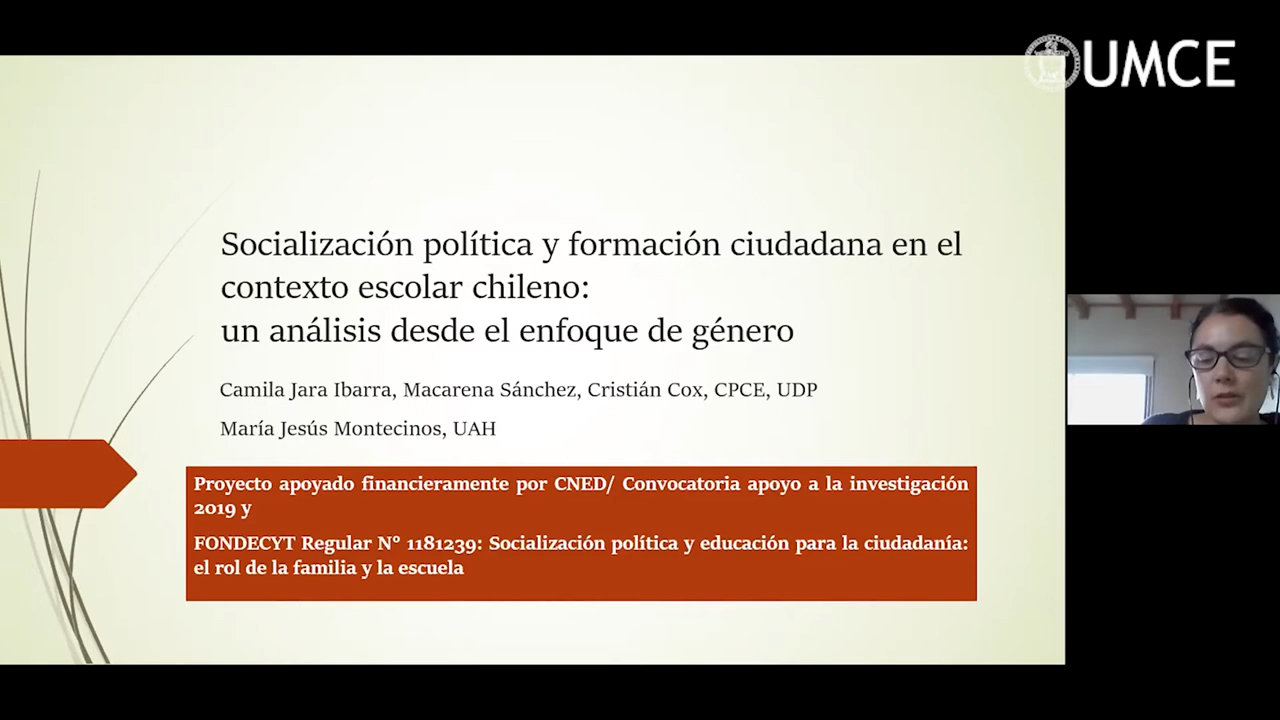 UMCE
Socialización política y formación ciudadana en el
contexto escolar chileno:
un análisis desde el enfoque de género
Camila Jara Ibarra, Macarena Sánchez, Cristián Cox, CPCE, UDP
María Jesús Montecinos, UAH
Proyecto apoyado financieramente por CNED/ Convocatoria apoyo a la investigación
2019 y
FONDECYT Regular N° 1181239: Socialización política y educación para la ciudadanía:
el rol de la familia y la escuela